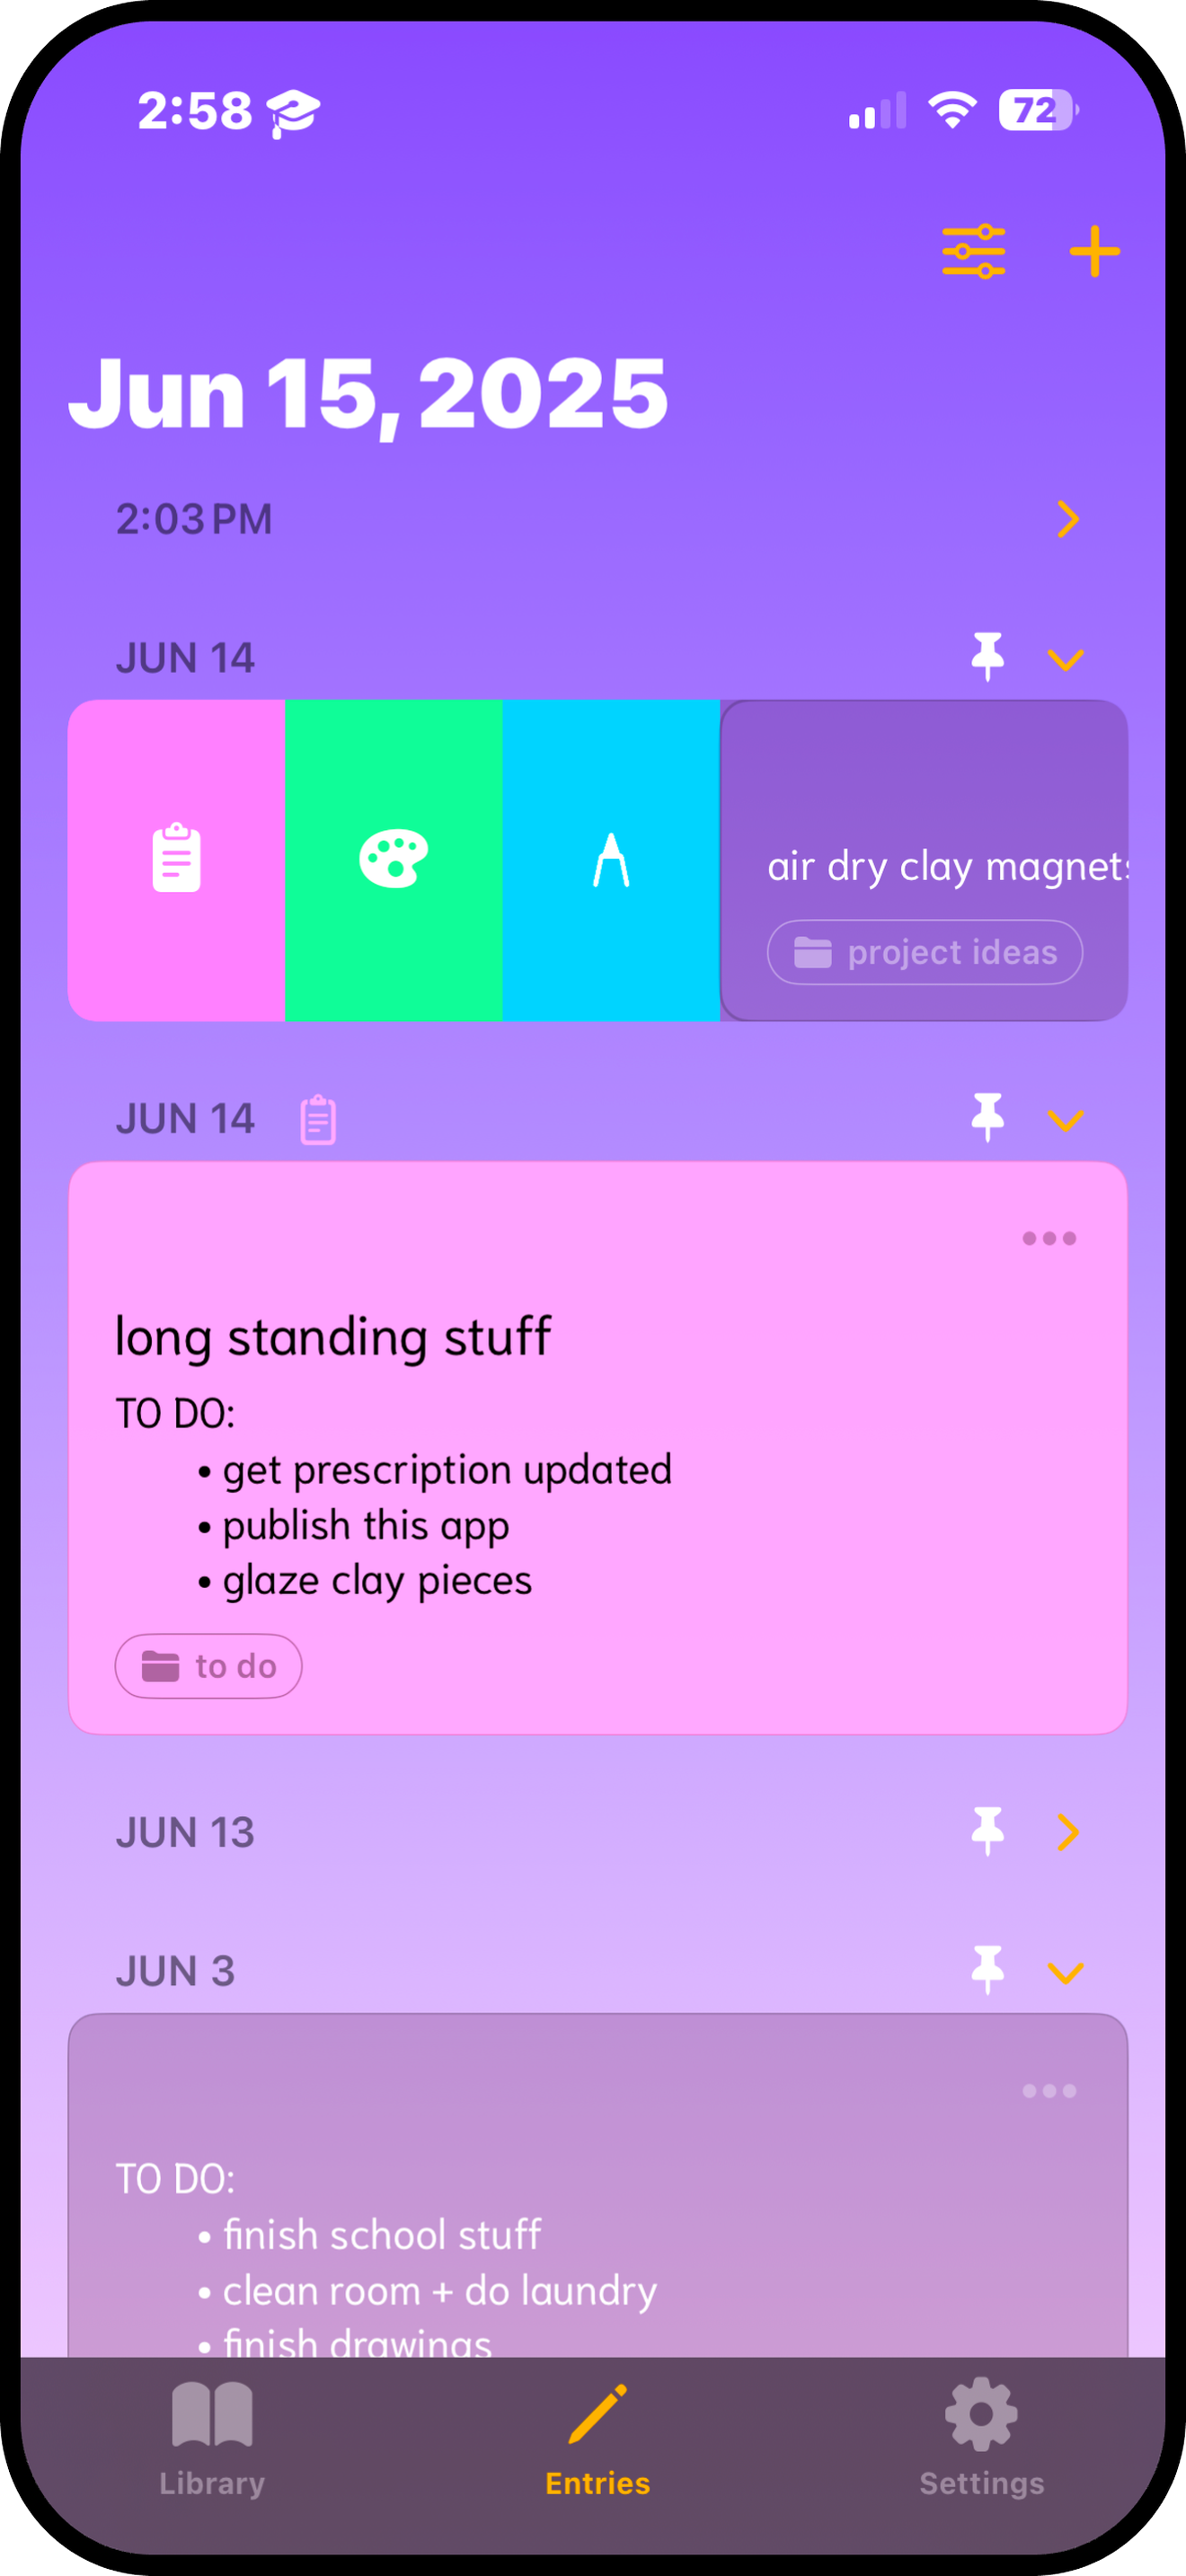 2:58
72
Jun 15, 2025
2:03 PM
JUN 14
air dry clay magnets
project ideas
JUN 14
long standing stuff
TO DO:
• get prescription updated
• publish this app
• glaze clay pieces
to do
JUN 13
JUN 3
TO DO:
• finish school stuff
• clean room + do laundry
• finish drawings
Library
Entries
Settings